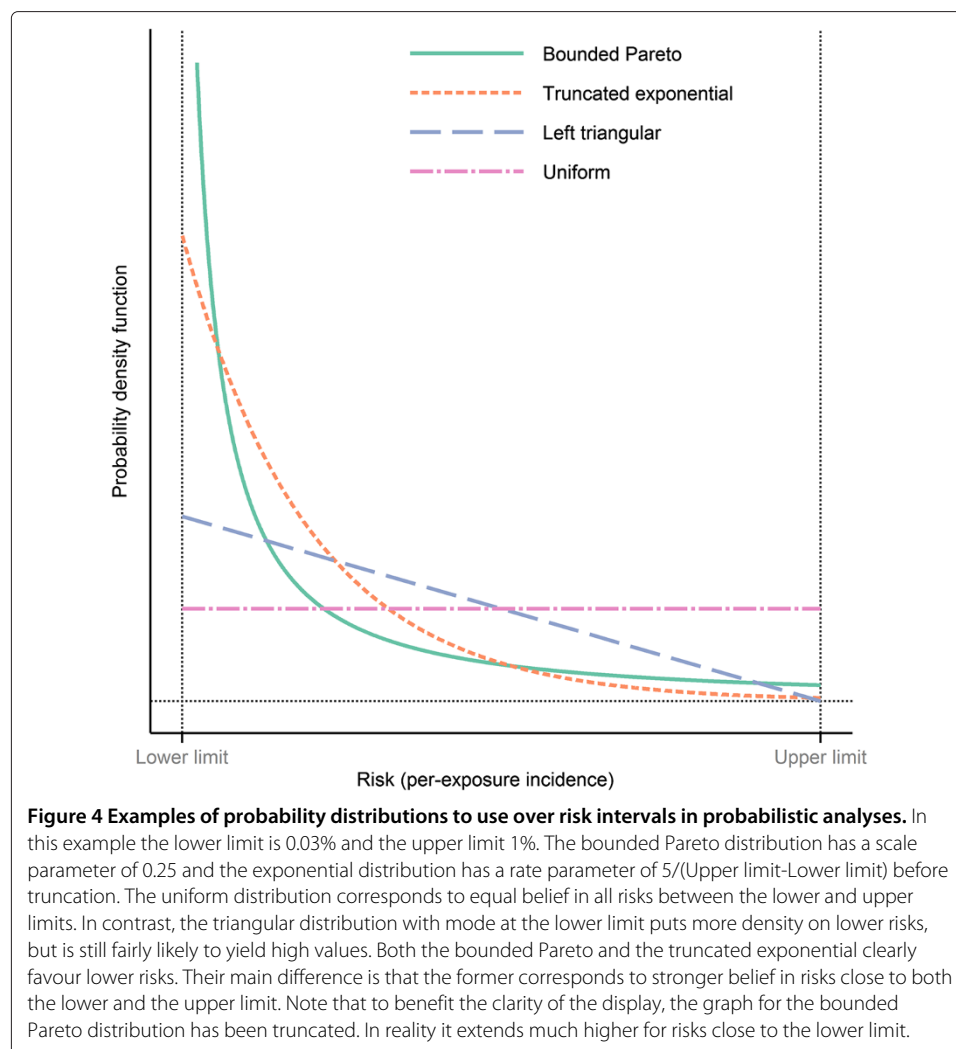 Bounded Pareto
Truncated exponential
Left triangular
Uniform
Probability density function
Lower limit
Upper limit
Risk (per-exposure incidence)
Figure 4 Examples of probability distributions to use over risk intervals in probabilistic analyses. In
this example the lower limit is 0.03% and the upper limit 1%. The bounded Pareto distribution has a scale
parameter of 0.25 and the exponential distribution has a rate parameter of 5/(Upper limit-Lower limit) before
truncation. The uniform distribution corresponds to equal belief in all risks between the lower and upper
limits. In contrast, the triangular distribution with mode at the lower limit puts more density on lower risks,
but is still fairly likely to yield high values. Both the bounded Pareto and the truncated exponential clearly
favour lower risks. Their main difference is that the former corresponds to stronger belief in risks close to both
the lower and the upper limit. Note that to benefit the clarity of the display, the graph for the bounded
Pareto distribution has been truncated. In reality it extends much higher for risks close to the lower limit.